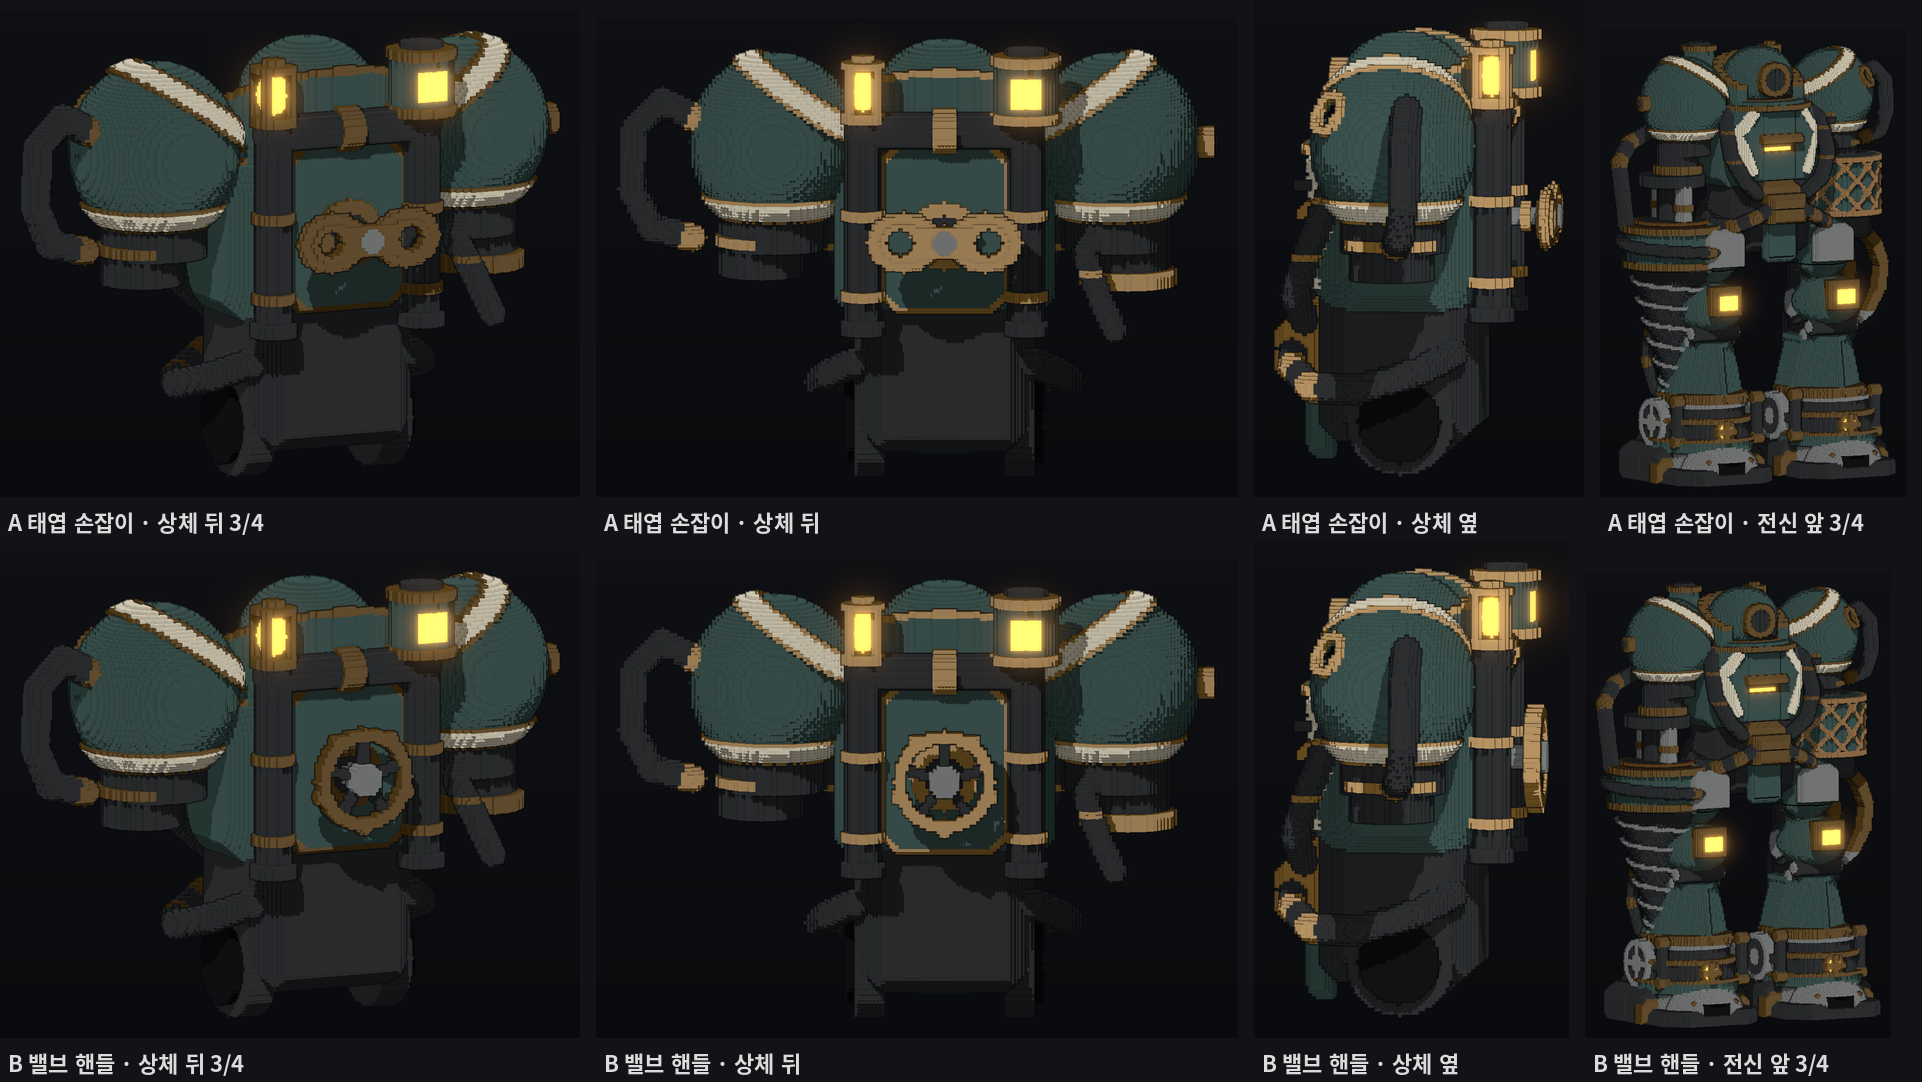 A 태엽 손잡이 · 상체 뒤 3/4
A 태엽 손잡이 · 상체 뒤
A 태엽 손잡이 · 상체 옆
A 태엽 손잡이 · 전신 앞 3/4
B 밸브 핸들 · 상체 뒤 3/4
B 밸브 핸들 · 상체 뒤
B 밸브 핸들 · 상체 옆
B 밸브 핸들 · 전신 앞 3/4